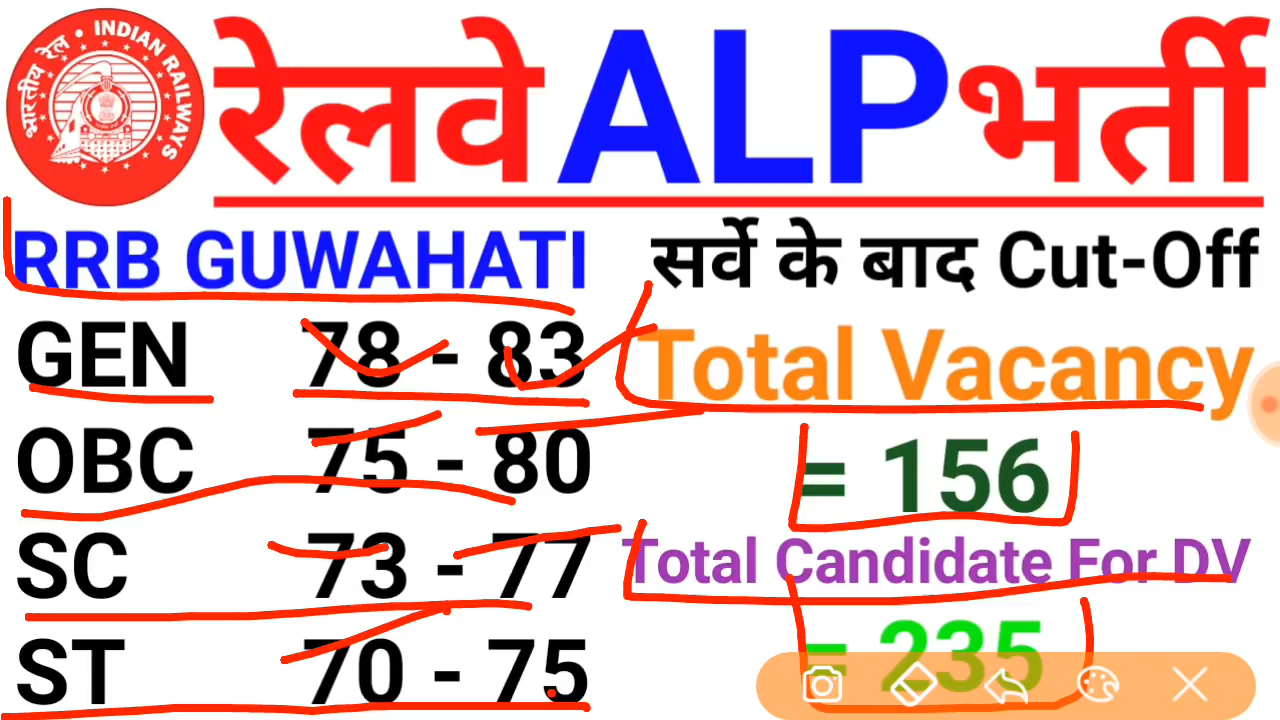 भारतीय रेल • INDIAN RAILWAYS
रेलवे ALP भर्ती
RRB GUWAHATI
सर्वे के बाद Cut-Off
GEN 78 - 83
OBC 75 - 80
SC 73 - 77
ST 70 - 75
Total Vacancy
= 156
Total Candidate For DV
= 235